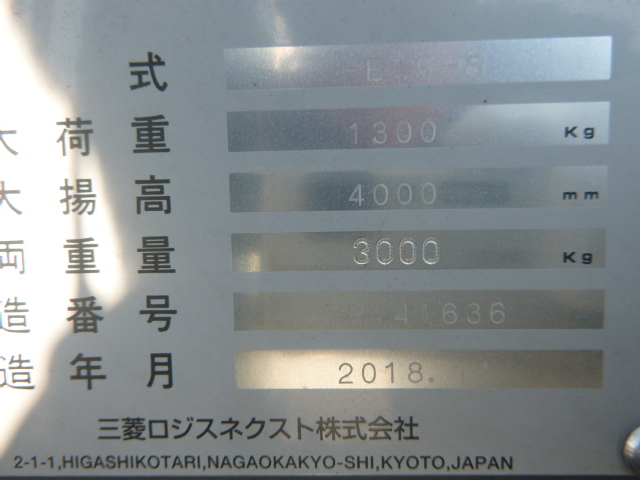 式
大荷重 1300 Kg
大揚高 4000 mm
両重量 3000 Kg
造番号 41636
造年月 2018.
三菱ロジスネクスト株式会社
2-1-1,HIGASHIKOTARI,NAGAOKAKYO-SHI,KYOTO,JAPAN